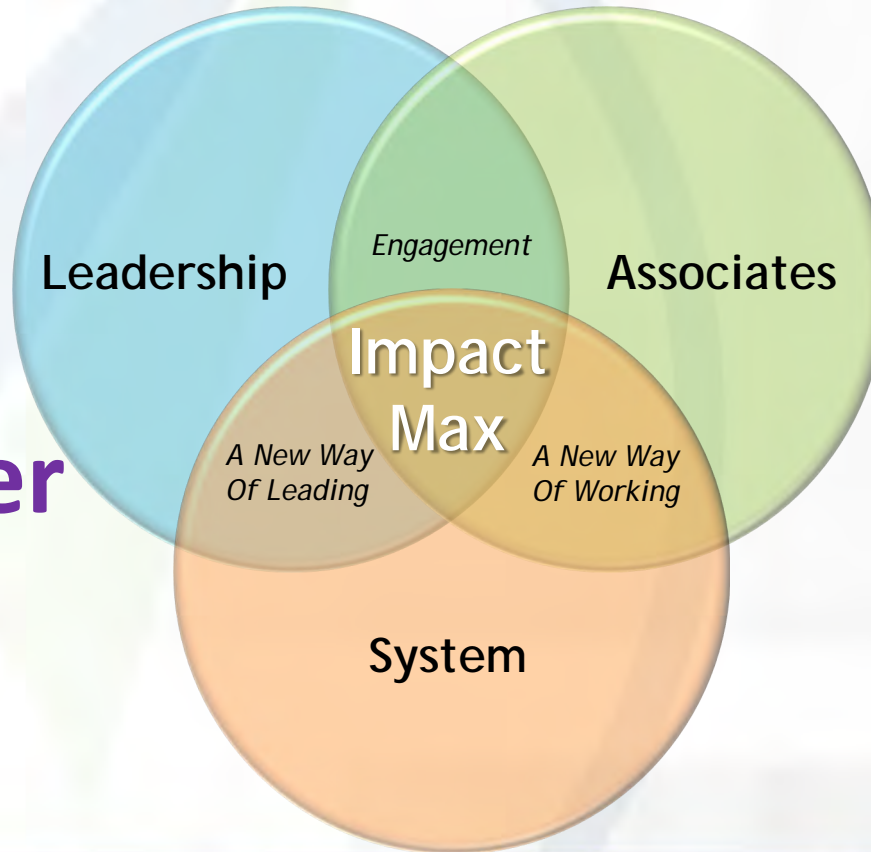 Engagement
Leadership
Associates
Impact
Max
A New Way
Of Leading
A New Way
Of Working
er
System